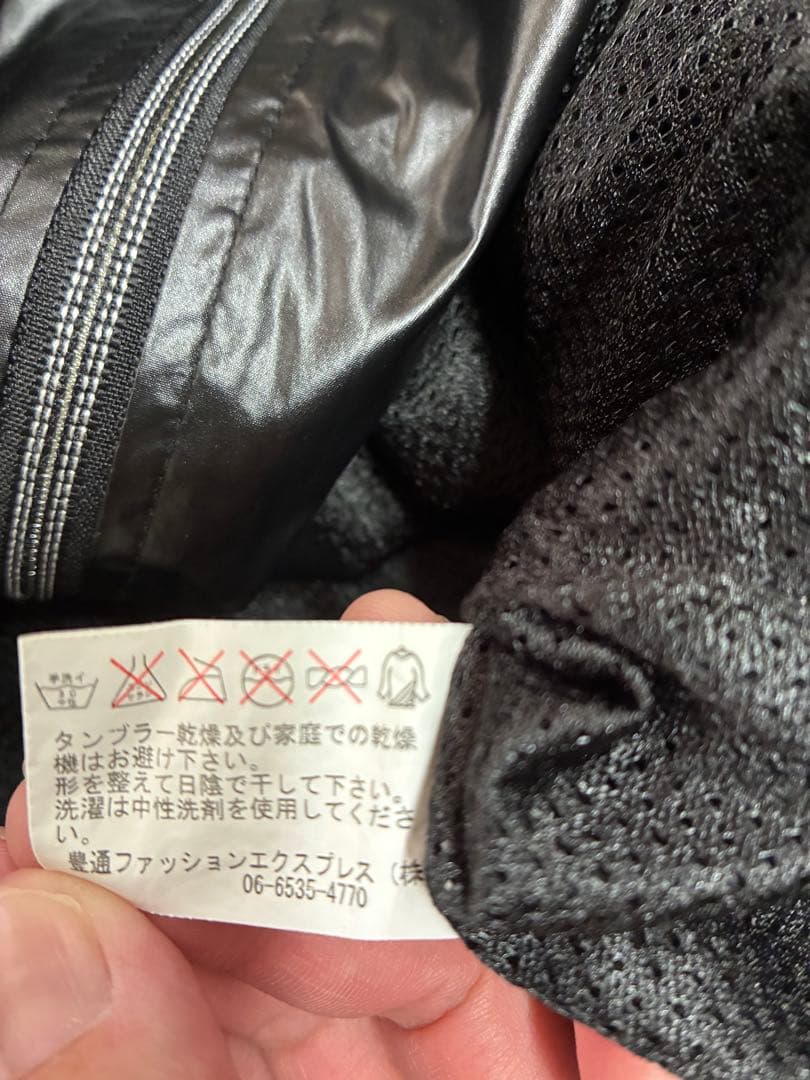 手洗イ
30
中性
タンブラー乾燥及び家庭での乾燥
機はお避け下さい。
形を整えて日陰で干して下さい。
洗濯は中性洗剤を使用してくださ
い。
豊通ファッションエクスプレス(株
06-6535-4770